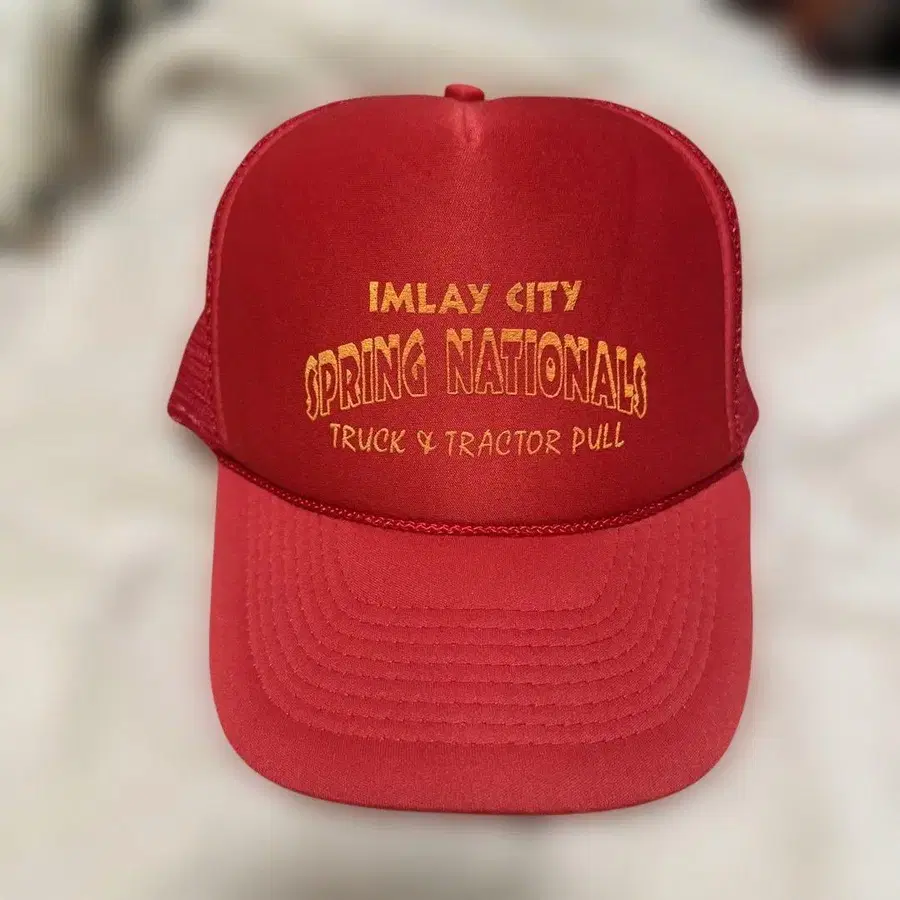 IMLAY CITY
SPRING NATIONALS
TRUCK & TRACTOR PULL